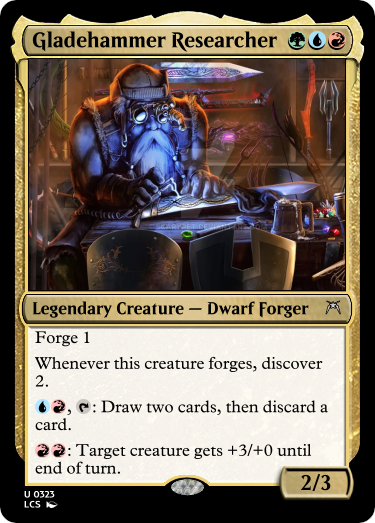 Gladehammer Researcher
Legendary Creature — Dwarf Forger
Forge 1
Whenever this creature forges, discover
2.
, : Draw two cards, then discard a
card.
: Target creature gets +3/+0 until
end of turn.
2/3
U 0323
LCS